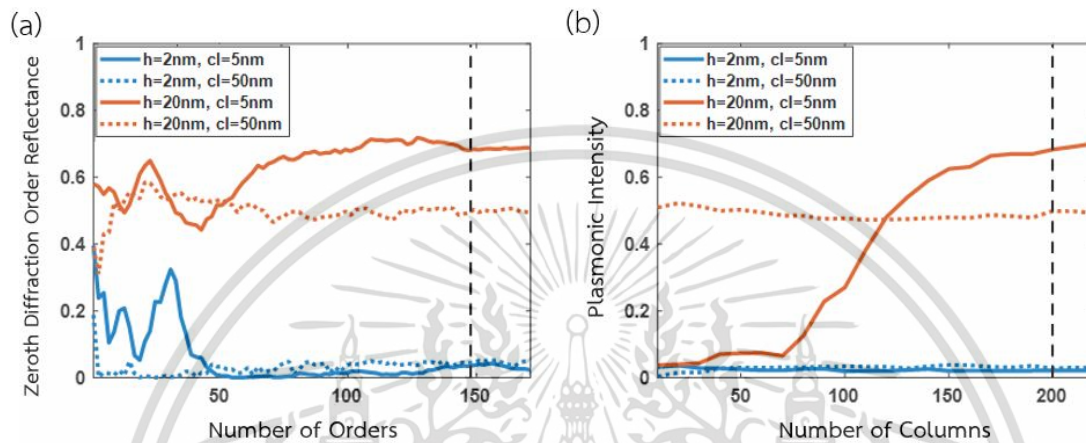 (a)
Zeroth Diffraction Order Reflectance
1
0.8
0.6
0.4
0.2
0
h=2nm, cl=5nm
h=2nm, cl=50nm
h=20nm, cl=5nm
h=20nm, cl=50nm
50
100
150
Number of Orders
(b)
Plasmonic Intensity
1
0.8
0.6
0.4
0.2
0
h=2nm, cl=5nm
h=2nm, cl=50nm
h=20nm, cl=5nm
h=20nm, cl=50nm
50
100
150
200
Number of Columns